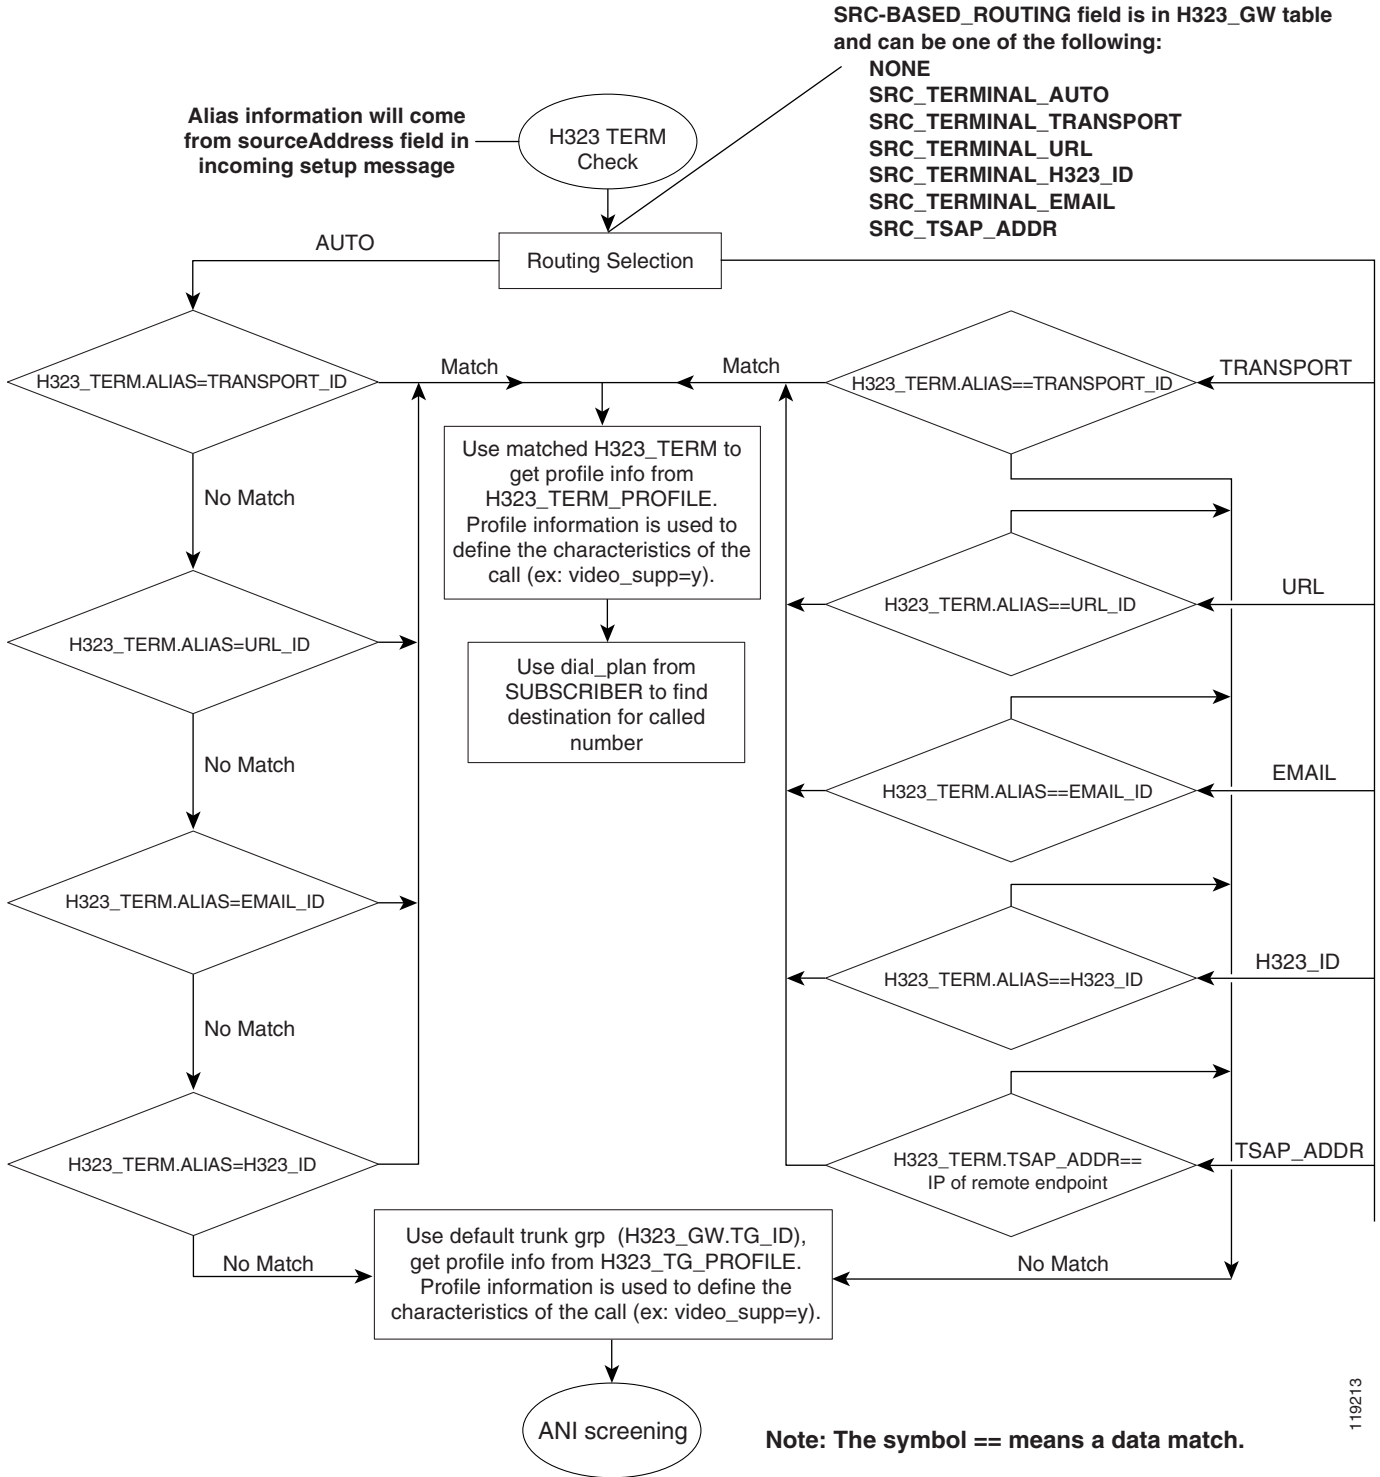 SRC-BASED_ROUTING field is in H323_GW table
and can be one of the following:
NONE
SRC_TERMINAL_AUTO
SRC_TERMINAL_TRANSPORT
SRC_TERMINAL_URL
SRC_TERMINAL_H323_ID
SRC_TERMINAL_EMAIL
SRC_TSAP_ADDR
Alias information will come
from sourceAddress field in
incoming setup message
H323 TERM
Check
AUTO
Routing Selection
H323_TERM.ALIAS=TRANSPORT_ID
Match
Match
H323_TERM.ALIAS==TRANSPORT_ID
TRANSPORT
Use matched H323_TERM to
get profile info from
H323_TERM_PROFILE.
Profile information is used to
define the characteristics of the
call (ex: video_supp=y).
No Match
H323_TERM.ALIAS=URL_ID
H323_TERM.ALIAS==URL_ID
URL
Use dial_plan from
SUBSCRIBER to find
destination for called
number
No Match
H323_TERM.ALIAS==EMAIL_ID
EMAIL
H323_TERM.ALIAS=EMAIL_ID
H323_TERM.ALIAS==H323_ID
H323_ID
No Match
H323_TERM.ALIAS=H323_ID
H323_TERM.TSAP_ADDR==
IP of remote endpoint
TSAP_ADDR
No Match
Use default trunk grp (H323_GW.TG_ID),
get profile info from H323_TG_PROFILE.
Profile information is used to define the
characteristics of the call (ex: video_supp=y).
No Match
ANI screening
Note: The symbol == means a data match.
119213